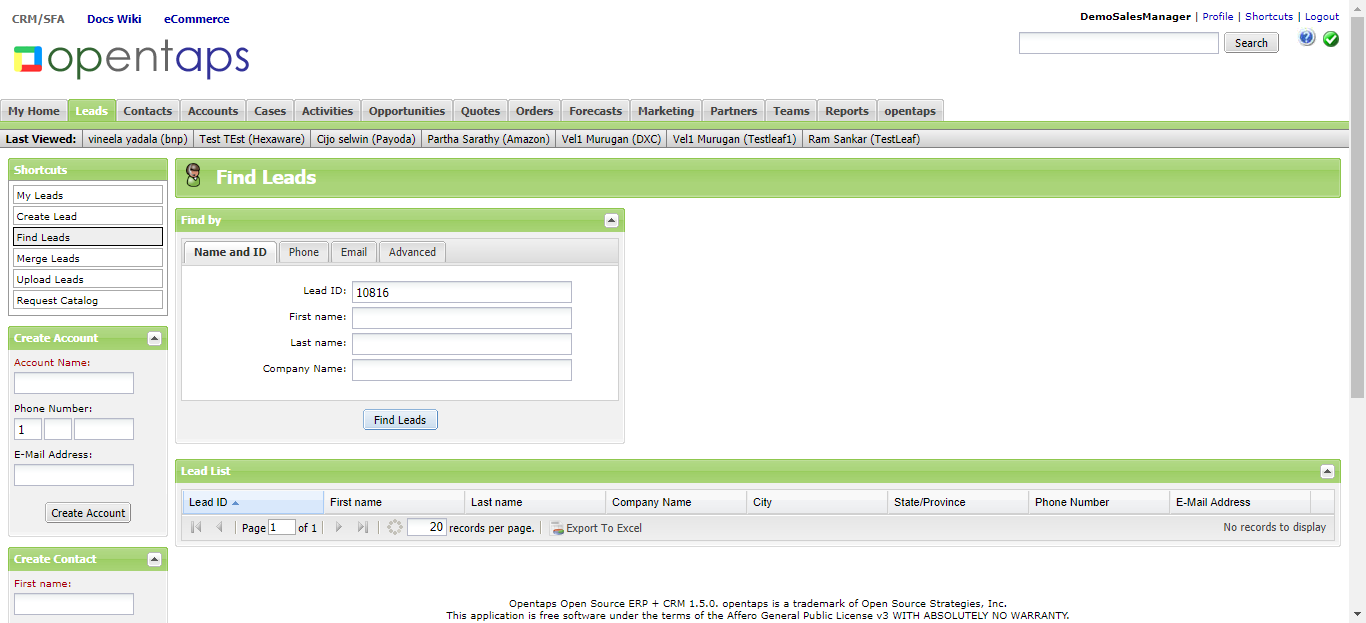 CRM/SFA Docs Wiki eCommerce
DemoSalesManager | Profile | Shortcuts | Logout
opentaps
Search
My Home Leads Contacts Accounts Cases Activities Opportunities Quotes Orders Forecasts Marketing Partners Teams Reports opentaps
Last Viewed: vineela yadala (bnp) Test TEst (Hexaware) Cijo selwin (Payoda) Partha Sarathy (Amazon) Vel1 Murugan (DXC) Vel1 Murugan (Testleaf1) Ram Sankar (TestLeaf)
Shortcuts
My Leads
Create Lead
Find Leads
Merge Leads
Upload Leads
Request Catalog
Create Account
Account Name:
Phone Number:
1
E-Mail Address:
Create Account
Create Contact
First name:
Find Leads
Find by
Name and ID Phone Email Advanced
Lead ID: 10816
First name:
Last name:
Company Name:
Find Leads
Lead List
Lead ID First name Last name Company Name City State/Province Phone Number E-Mail Address
Page 1 of 1 20 records per page. Export To Excel No records to display
Opentaps Open Source ERP + CRM 1.5.0. opentaps is a trademark of Open Source Strategies, Inc.
This application is free software under the terms of the Affero General Public License v3 WITH ABSOLUTELY NO WARRANTY.